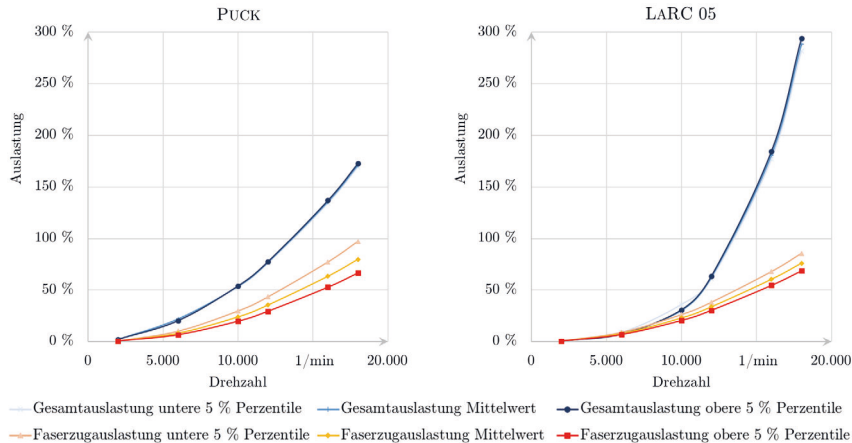 PUCK
300 %
250 %
200 %
150 %
100 %
50 %
0 %
Auslastung
0
5.000
10.000
1/min
20.000
Drehzahl
LARC 05
300 %
250 %
200 %
150 %
100 %
50 %
0 %
Auslastung
0
5.000
10.000
1/min
20.000
Drehzahl
Gesamtauslastung untere 5 % Perzentile
Gesamtauslastung Mittelwert
Gesamtauslastung obere 5 % Perzentile
Faserzugauslastung untere 5 % Perzentile
Faserzugauslastung Mittelwert
Faserzugauslastung obere 5 % Perzentile